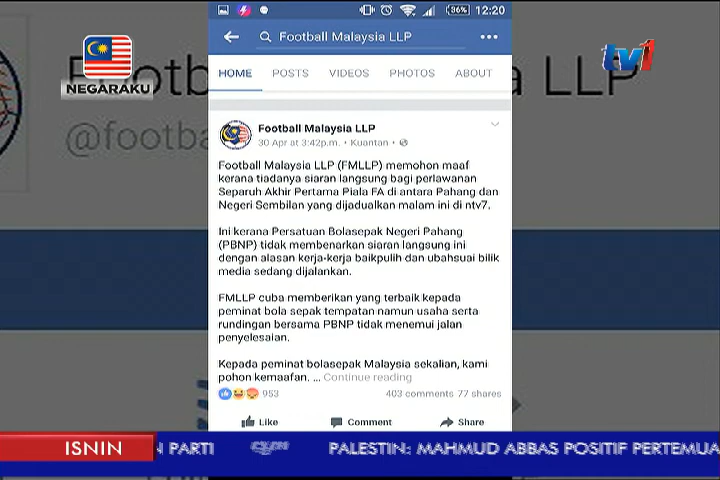 36% 12:20
Football Malaysia LLP
HOME POSTS VIDEOS PHOTOS ABOUT
tv1
NEGARAKU
Footb a LLP
@footba
Football Malaysia LLP
30 Apr at 3:42p.m. • Kuantan •
Football Malaysia LLP (FMLLP) memohon maaf
kerana tiadanya siaran langsung bagi perlawanan
Separuh Akhir Pertama Piala FA di antara Pahang dan
Negeri Sembilan yang dijadualkan malam ini di ntv7.
Ini kerana Persatuan Bolasepak Negeri Pahang
(PBNP) tidak membenarkan siaran langsung ini
dengan alasan kerja-kerja baikpulih dan ubahsuai bilik
media sedang dijalankan.
FMLLP cuba memberikan yang terbaik kepada
peminat bola sepak tempatan namun usaha serta
rundingan bersama PBNP tidak menemui jalan
penyelesaian.
Kepada peminat bolasepak Malaysia sekalian, kami
pohon kemaafan. ... Continue reading
953 403 comments 77 shares
Like Comment Share
ISNIN N PARTI PALESTIN: MAHMUD ABBAS POSITIF PERTEMUA